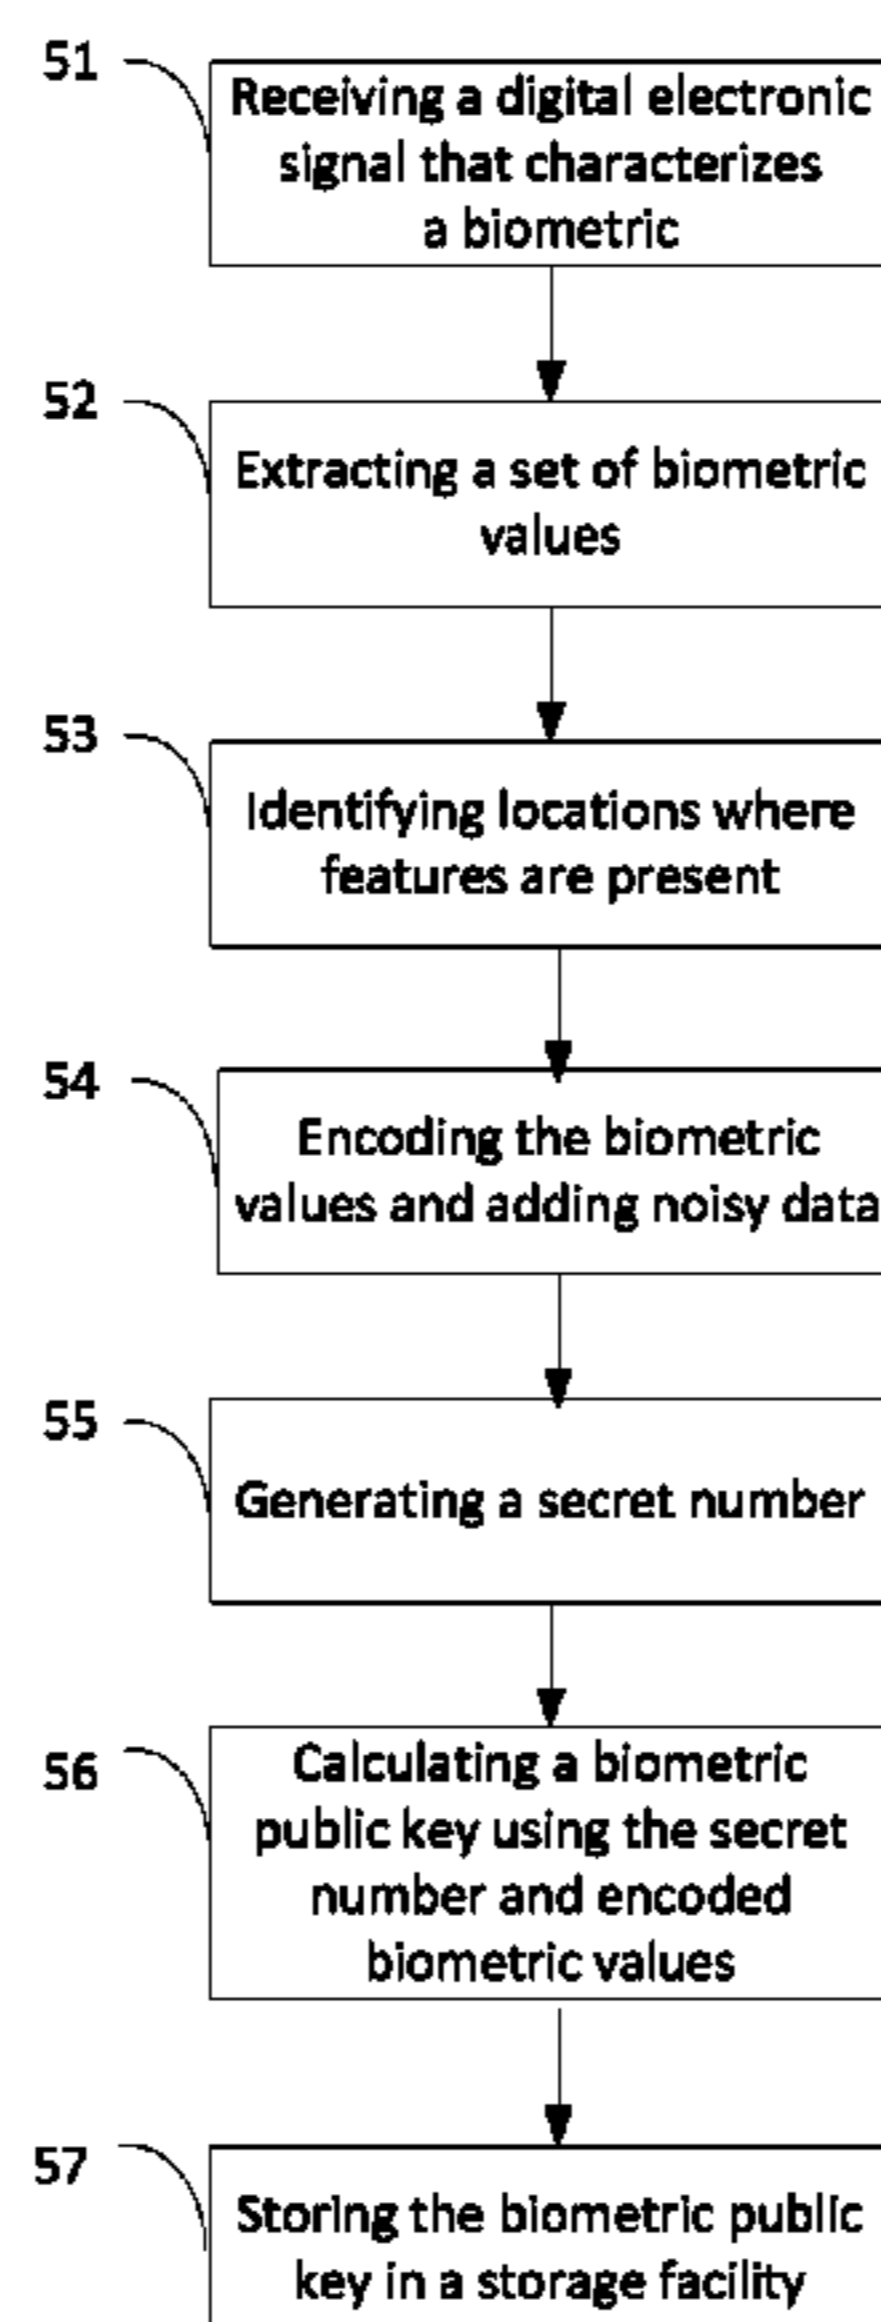 51
Receiving a digital electronic
signal that characterizes
a biometric
52
Extracting a set of biometric
values
53
Identifying locations where
features are present
54
Encoding the biometric
values and adding noisy data
55
Generating a secret number
56
Calculating a biometric
public key using the secret
number and encoded
biometric values
57
Storing the biometric public
key in a storage facility